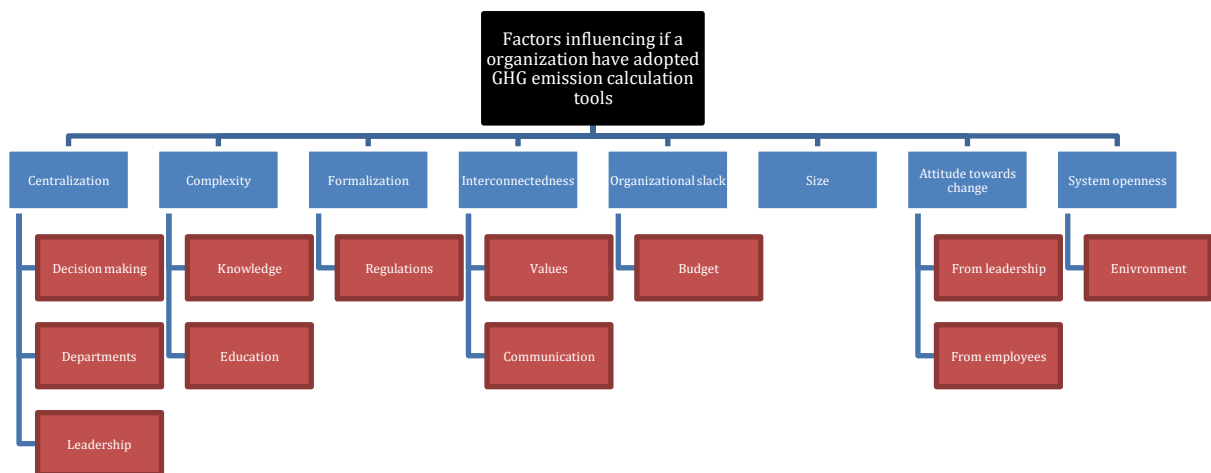 Factors influencing if a
organization have adopted
GHG emission calculation
tools
Centralization
Complexity
Formalization
Interconnectedness
Organizational slack
Size
Attitude towards
change
System openness
Decision making
Knowledge
Regulations
Values
Budget
From leadership
Enivronment
Departments
Education
Communication
From employees
Leadership